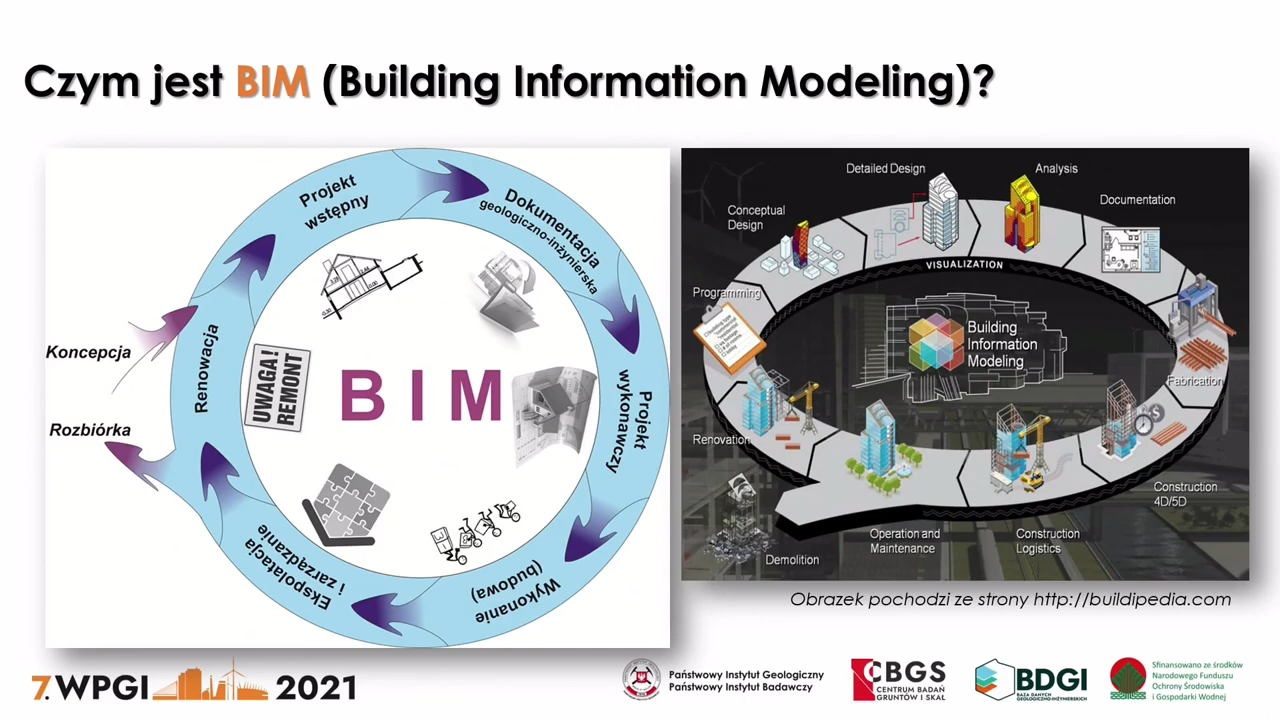 Czym jest BIM (Building Information Modeling)?
Projekt
wstępny
Dokumentacja
geologiczno-inżynierska
Projekt
wykonawczy
Wykonanie
(budowa)
Eksploatacja
i zarządzanie
Renowacja
Koncepcja
Rozbiórka
UWAGA!
REMONT
BIM
Detailed Design
Analysis
Documentation
Conceptual
Design
VISUALIZATION
Programming
Building
Information
Modeling
Fabrication
Renovation
Construction
4D/5D
Operation and
Maintenance
Construction
Logistics
Demolition
Obrazek pochodzi ze strony http://buildipedia.com
7. WPGI 2021
Państwowy Instytut Geologiczny
Państwowy Instytut Badawczy
CBGS
CENTRUM BADAŃ
GRUNTÓW I SKAŁ
BDGI
BAZA DANYCH
GEOLOGICZNO-INŻYNIERSKICH
Sfinansowano ze środków
Narodowego Funduszu
Ochrony Środowiska
i Gospodarki Wodnej